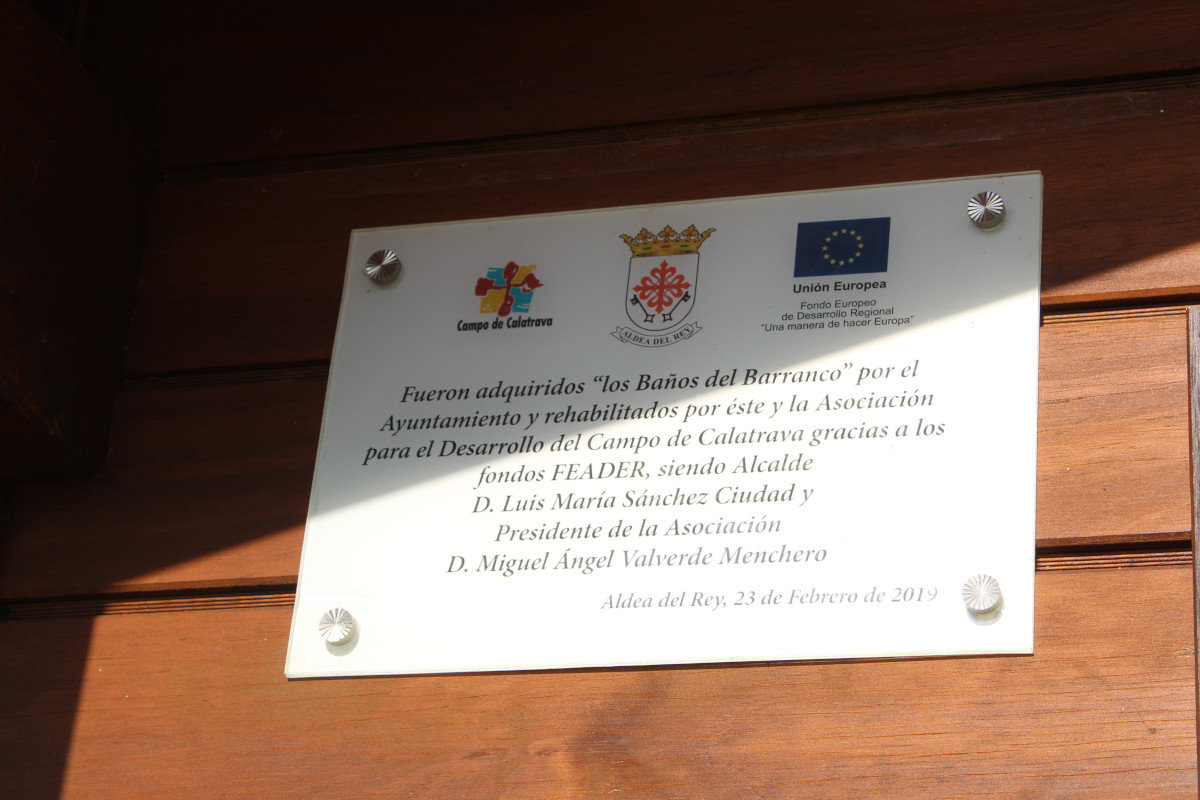 Campo de Calatrava
ALDEA DEL REY
Unión Europea
Fondo Europeo
de Desarrollo Regional
"Una manera de hacer Europa"
Fueron adquiridos “los Baños del Barranco” por el
Ayuntamiento y rehabilitados por éste y la Asociación
para el Desarrollo del Campo de Calatrava gracias a los
fondos FEADER, siendo Alcalde
D. Luis María Sánchez Ciudad y
Presidente de la Asociación
D. Miguel Ángel Valverde Menchero
Aldea del Rey, 23 de Febrero de 2019